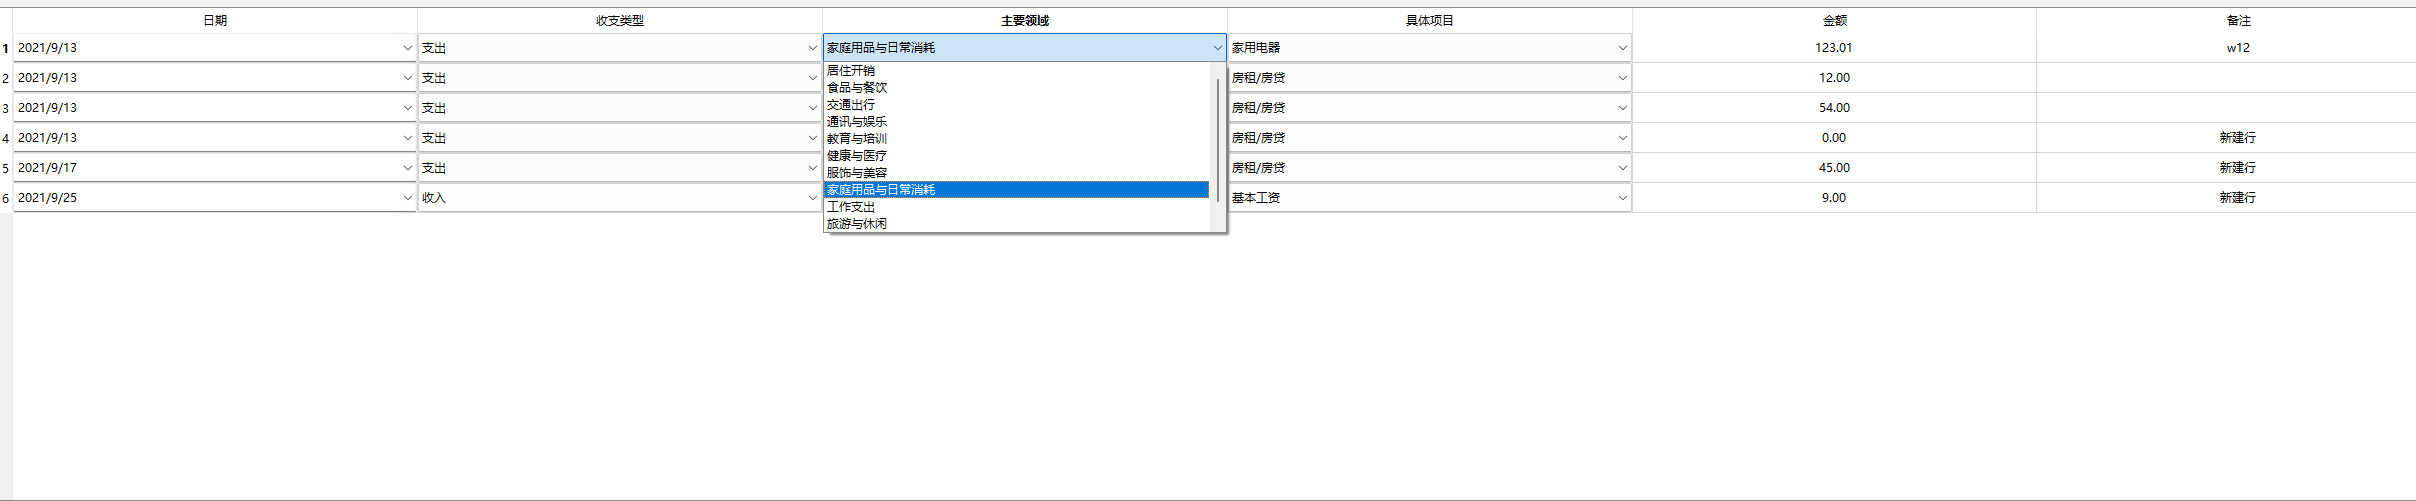 日期 收支类型 主要领域 具体项目 金额 备注
1 2021/9/13 支出 家庭用品与日常消耗 家用电器 123.01 w12
居住开销
2 2021/9/13 支出 房租/房贷 12.00
食品与餐饮
交通出行
3 2021/9/13 支出 房租/房贷 54.00
通讯与娱乐
教育与培训
4 2021/9/13 支出 房租/房贷 0.00 新建行
健康与医疗
5 2021/9/17 支出 房租/房贷 45.00 新建行
服饰与美容
家庭用品与日常消耗
6 2021/9/25 收入 基本工资 9.00 新建行
工作支出
旅游与休闲